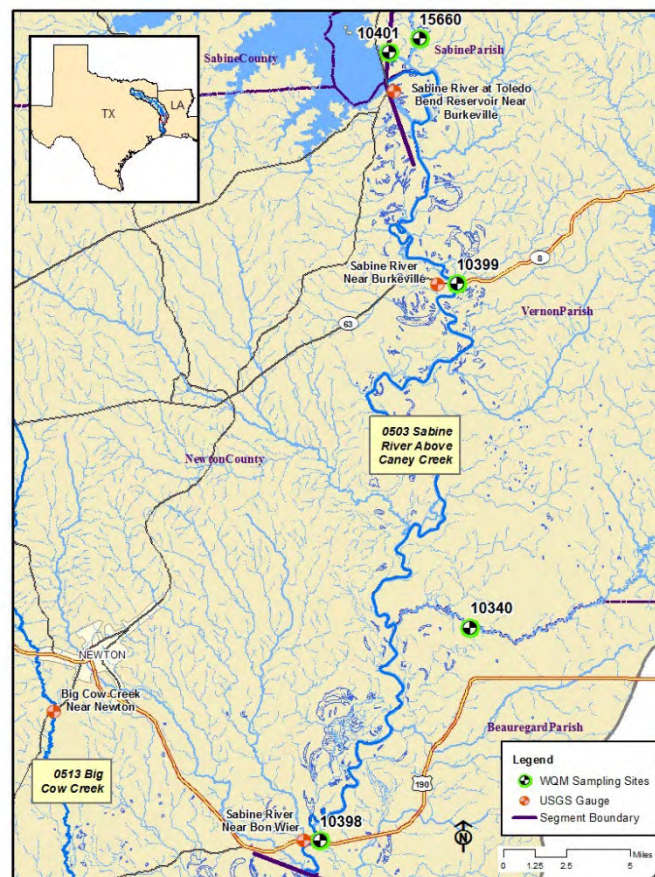 15660
10401
SabineCounty
SabineParish
Sabine River at Toledo
Bend Reservoir Near
Burkeville
TX
LA
10399
8
Sabine River
Near Burkeville
63
VernonParish
0503 Sabine
River Above
Caney Creek
NewtonCounty
10340
NEWTON
Big Cow Creek
Near Newton
BeauregardParish
0513 Big
Cow Creek
190
Sabine River
Near Bon Wier
10398
N
Legend
WQM Sampling Sites
USGS Gauge
Segment Boundary
Miles
0 1.25 2.5 5